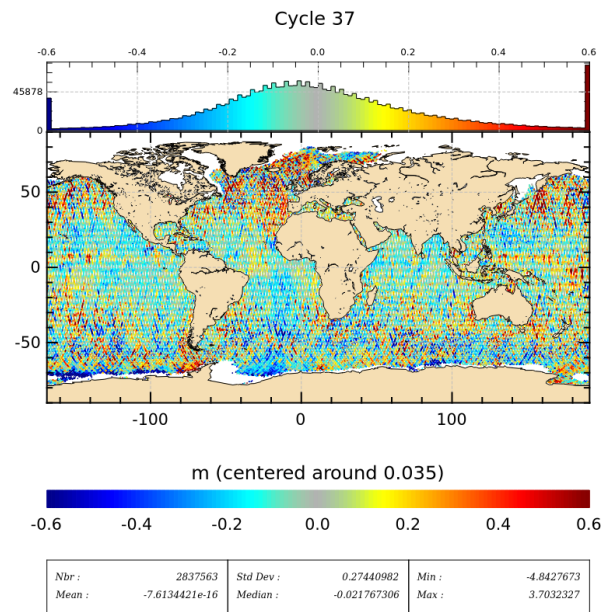 Cycle 37
-0.6 -0.4 -0.2 0.0 0.2 0.4 0.6
45878
0
50
0
-50
-100 0 100
m (centered around 0.035)
-0.6 -0.4 -0.2 0.0 0.2 0.4 0.6
Nbr : 2837563 Std Dev : 0.27440982 Min : -4.8427673
Mean : -7.6134421e-16 Median : -0.021767306 Max : 3.7032327